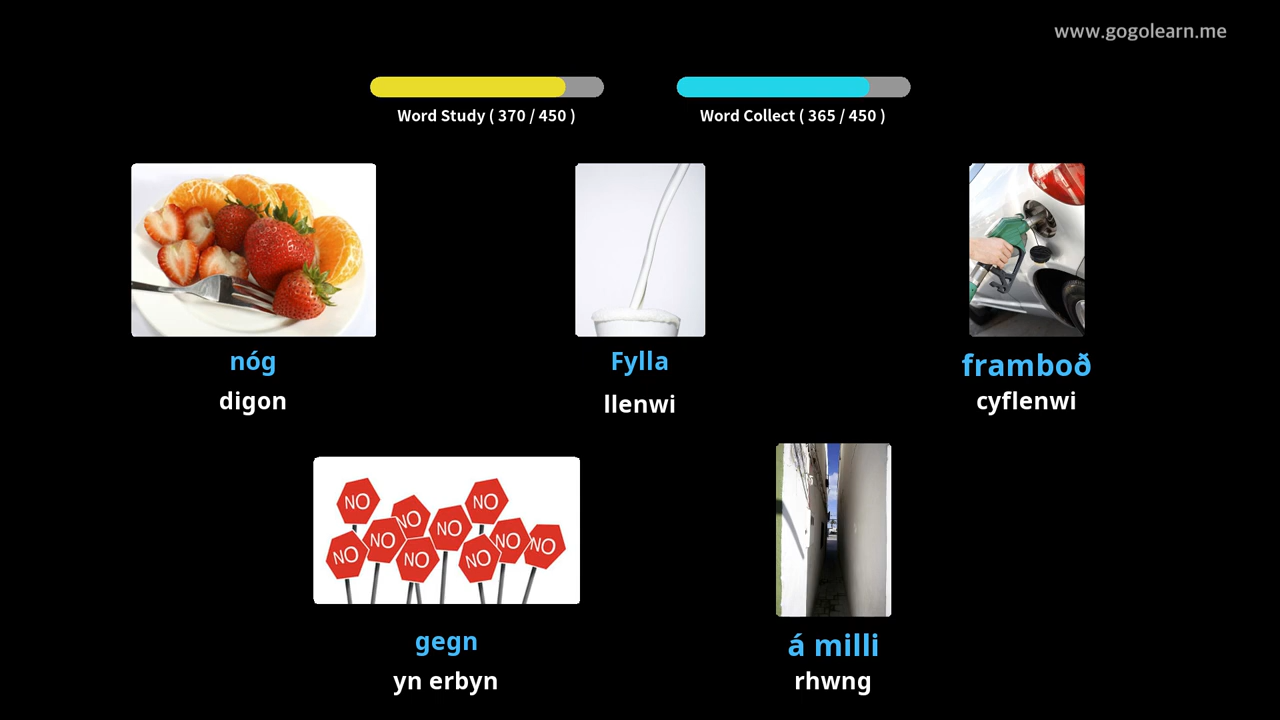 www.gogolearn.me
Word Study ( 370 / 450 )
Word Collect ( 365 / 450 )
nóg
digon
Fylla
llenwi
framboð
cyflenwi
NO
NO
NO
NO
NO
NO
NO
NO
NO
NO
gegn
yn erbyn
á milli
rhwng